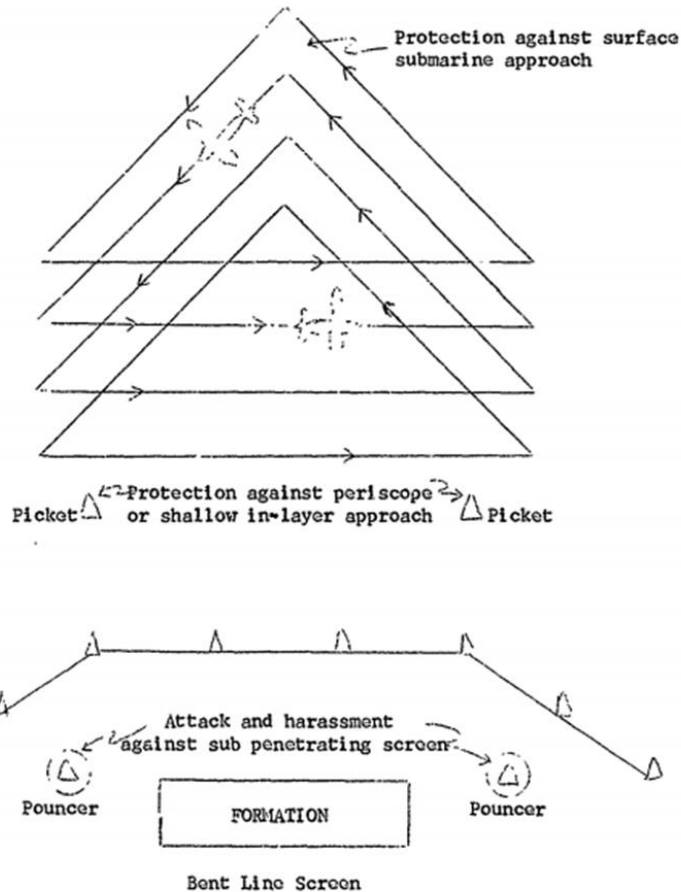 Protection against surface
submarine approach
Protection against periscope
Picket or shallow in-layer approach Picket
Attack and harassment
against sub penetrating screen
Pouncer Pouncer
FORMATION
Bent Line Screen